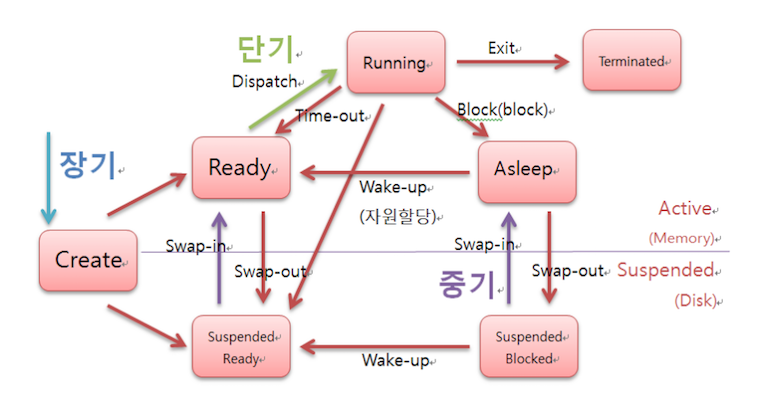 단기
Dispatch
Running
Exit
Terminated
Time-out
Block(block)
장기
Ready
Asleep
Wake-up
(자원할당)
Active
(Memory)
Create
Swap-in
Swap-out
Swap-in
중기
Swap-out
Suspended
(Disk)
Suspended
Ready
Wake-up
Suspended
Blocked